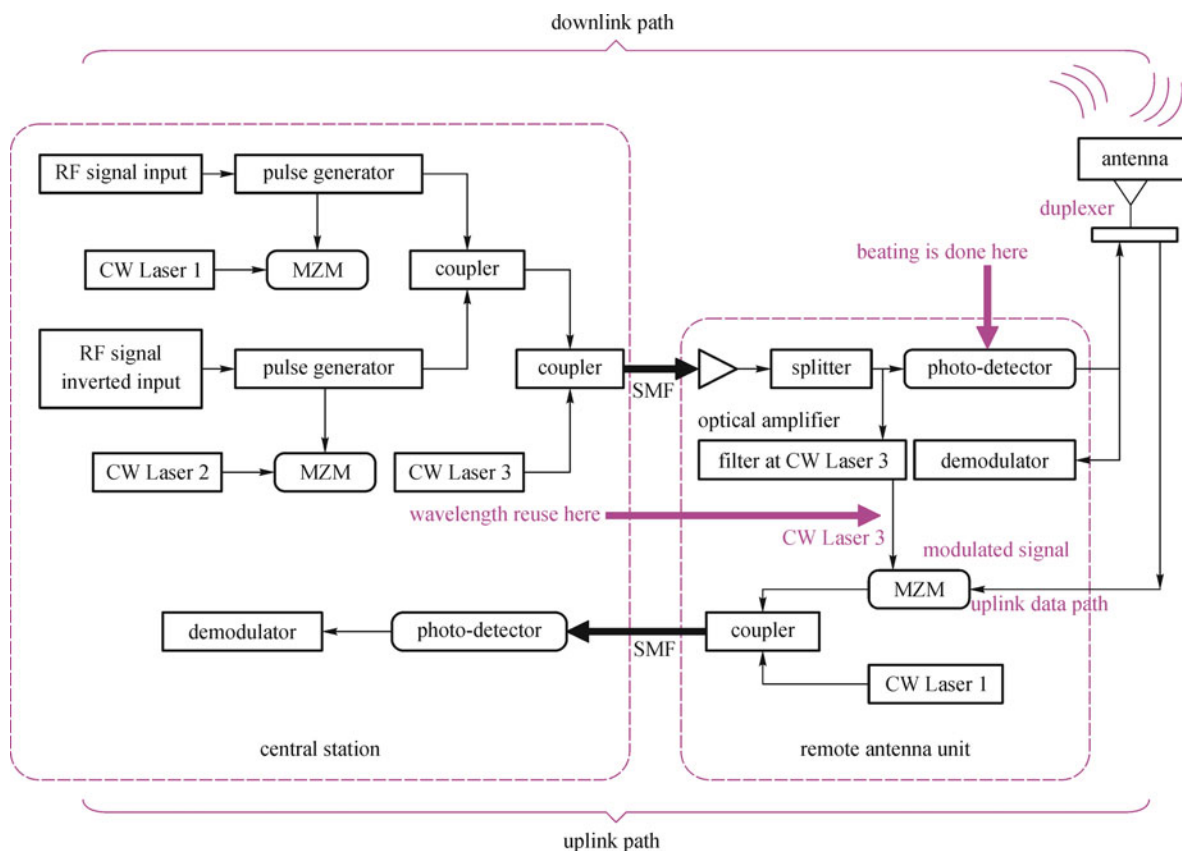 downlink path
RF signal input
pulse generator
antenna
duplexer
CW Laser 1
MZM
coupler
beating is done here
RF signal
inverted input
pulse generator
coupler
SMF
splitter
photo-detector
optical amplifier
CW Laser 2
MZM
CW Laser 3
filter at CW Laser 3
demodulator
wavelength reuse here
CW Laser 3
modulated signal
MZM
uplink data path
demodulator
photo-detector
SMF
coupler
CW Laser 1
central station
remote antenna unit
uplink path